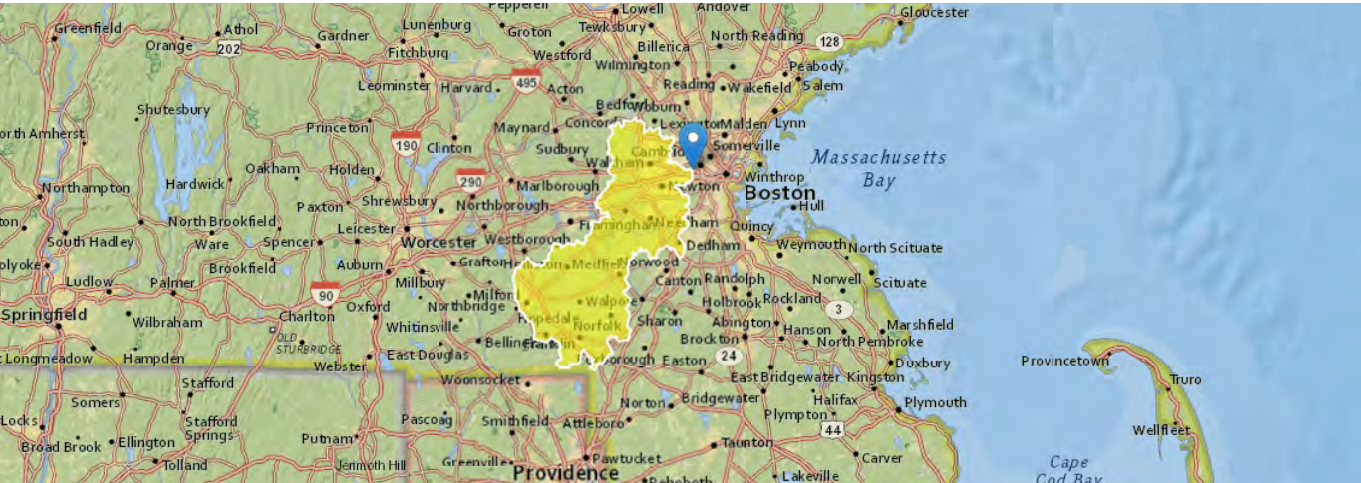 Pepperell
Lowell
Andover
Gloucester
Greenfield
Athol
Lunenburg
Groton
Tewksbury
Orange
202
Gardner
Fitchburg
Westford
Billerica
North Reading
128
Wilmington
Peabody
Leominster
Harvard
495
Acton
Reading
Wakefield
Salem
Shutesbury
Bedford
Woburn
Princeton
Maynard
Concord
Lexington
Malden
Lynn
orth Amherst
190
Clinton
Sudbury
Waltham
Cambrid
Somerville
Massachusetts
Bay
Oakham
Holden
290
Winthrop
Northampton
Hardwick
Marlborough
Newton
Boston
Paxton
Shrewsbury
Northborough
Hull
ton
North Brookfield
Leicester
Framingham
Needham
Quincy
South Hadley
Ware
Spencer
Worcester
Westborough
Dedham
Weymouth
North Scituate
olyoke
Brookfield
Auburn
Grafton
Holliston
Medfield
Norwood
Ludlow
Palmer
Millbury
Canton
Randolph
Norwell
Scituate
90
Milford
Walpole
Holbrook
Rockland
Springfield
Wilbraham
Charlton
Oxford
Northbridge
Hopedale
Norfolk
Sharon
Abington
3
Hanson
Marshfield
OLD
STURBRIDGE
Whitinsville
Bellingham
Franklin
Brockton
North Pembroke
t Longmeadow
Hampden
Webster
East Douglas
xborough
Easton
24
Duxbury
Provincetown
Stafford
Woonsocket
East Bridgewater
Kingston
Truro
Somers
Norton
Bridgewater
Halifax
Plymouth
Locks
Stafford
Springs
Pascoag
Smithfield
Attleboro
Plympton
44
Wellfleet
Broad Brook
Ellington
Putnam
Taunton
Tolland
Jerimoth Hill
Greenville
Pawtucket
Carver
Cape
Cod Bay
Providence
Rehoboth
Lakeville